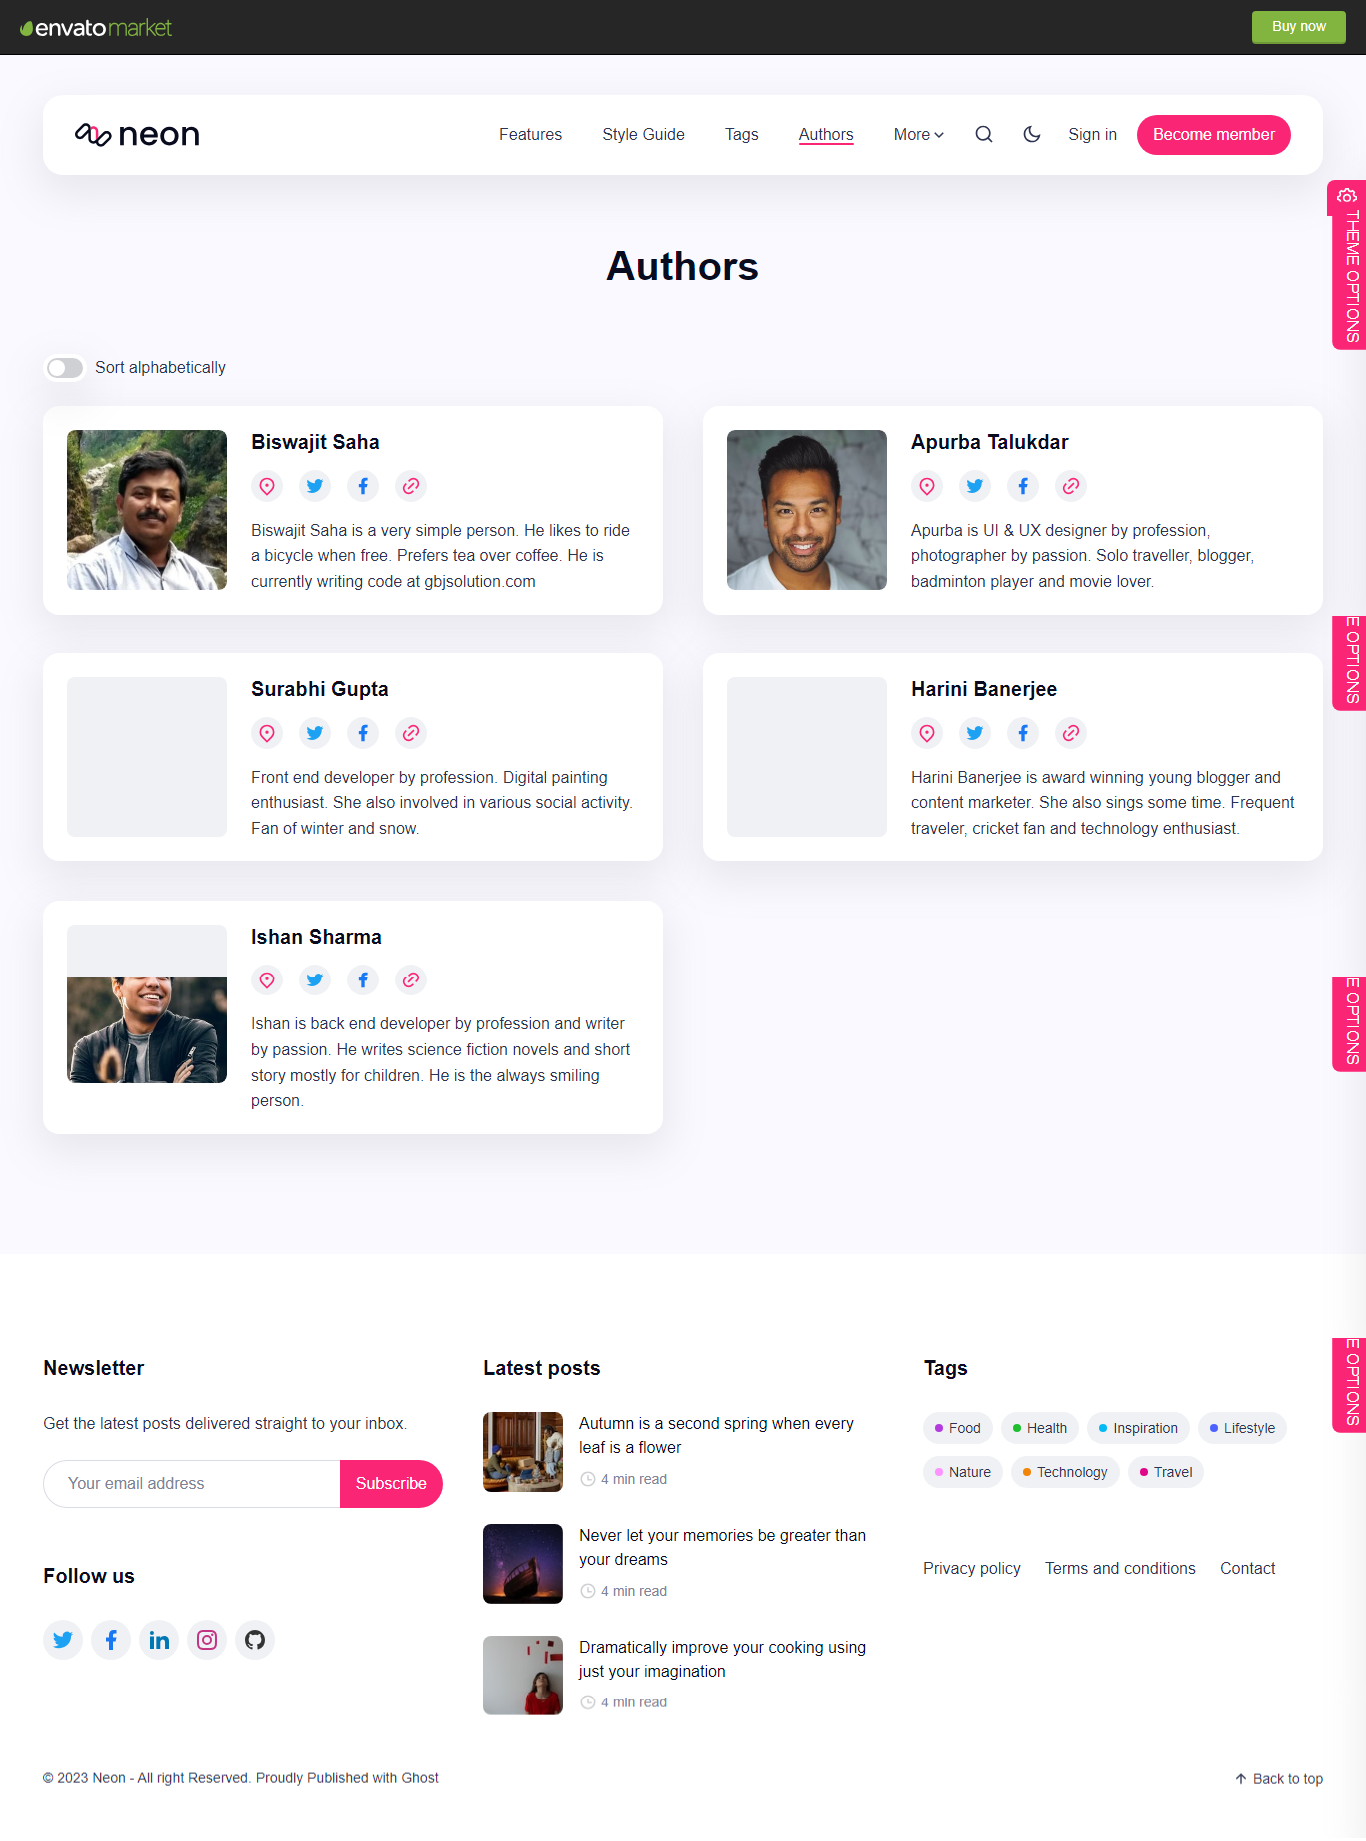 envato market
Buy now
neon
Features
Style Guide
Tags
Authors
More
Sign in
Become member
THEME OPTIONS
Authors
Sort alphabetically
Biswajit Saha
Biswajit Saha is a very simple person. He likes to ride
a bicycle when free. Prefers tea over coffee. He is
currently writing code at gbjsolution.com
Apurba Talukdar
Apurba is UI & UX designer by profession,
photographer by passion. Solo traveller, blogger,
badminton player and movie lover.
E OPTIONS
Surabhi Gupta
Front end developer by profession. Digital painting
enthusiast. She also involved in various social activity.
Fan of winter and snow.
Harini Banerjee
Harini Banerjee is award winning young blogger and
content marketer. She also sings some time. Frequent
traveler, cricket fan and technology enthusiast.
Ishan Sharma
Ishan is back end developer by profession and writer
by passion. He writes science fiction novels and short
story mostly for children. He is the always smiling
person.
E OPTIONS
Newsletter
Get the latest posts delivered straight to your inbox.
Your email address
Subscribe
Follow us
Latest posts
Autumn is a second spring when every
leaf is a flower
4 min read
Never let your memories be greater than
your dreams
4 min read
Dramatically improve your cooking using
just your imagination
4 min read
Tags
Food
Health
Inspiration
Lifestyle
Nature
Technology
Travel
E OPTIONS
Privacy policy
Terms and conditions
Contact
© 2023 Neon - All right Reserved. Proudly Published with Ghost
Back to top